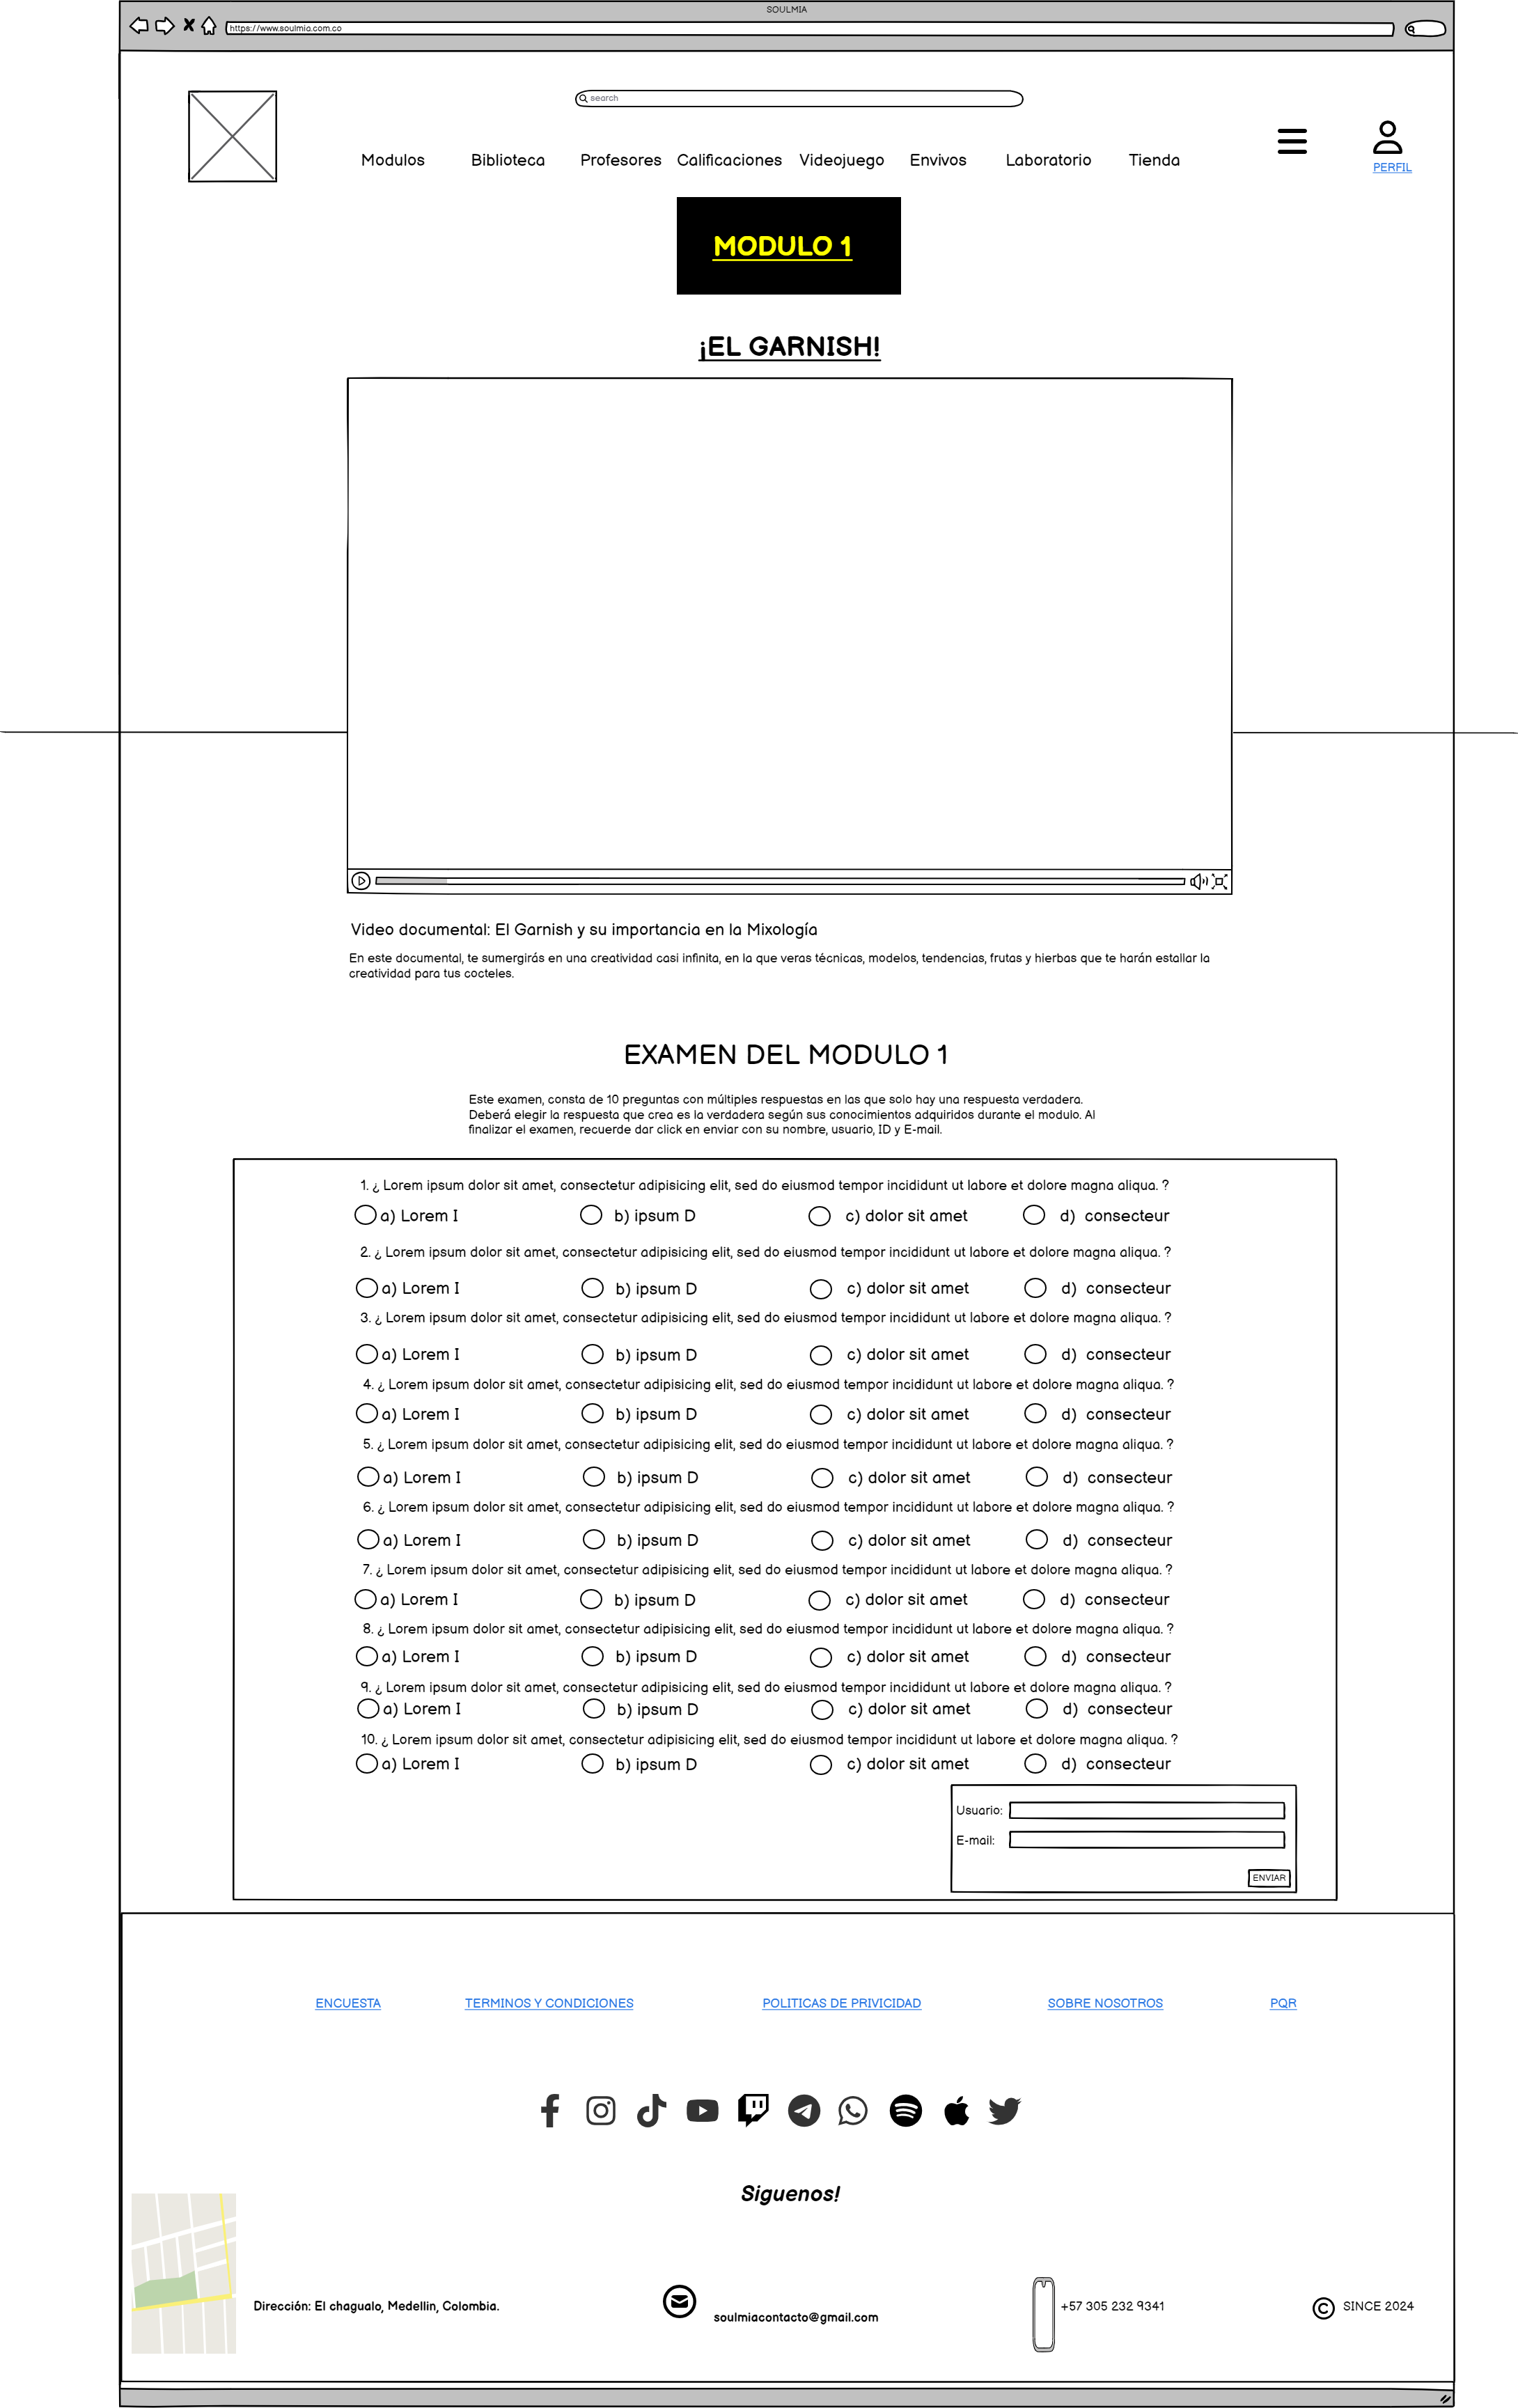 SOULMIA
https://www.soulmia.com.co
search
Modulos Biblioteca Profesores Calificaciones Videojuego Envivos Laboratorio Tienda
PERFIL
MODULO 1
¡EL GARNISH!
Video documental: El Garnish y su importancia en la Mixología
En este documental, te sumergirás en una creatividad casi infinita, en la que veras técnicas, modelos, tendencias, frutas y hierbas que te harán estallar la
creatividad para tus cocteles.
EXAMEN DEL MODULO 1
Este examen, consta de 10 preguntas con múltiples respuestas en las que solo hay una respuesta verdadera.
Deberá elegir la respuesta que crea es la verdadera según sus conocimientos adquiridos durante el modulo. Al
finalizar el examen, recuerde dar click en enviar con su nombre, usuario, ID y E-mail.
1. ¿ Lorem ipsum dolor sit amet, consectetur adipisicing elit, sed do eiusmod tempor incididunt ut labore et dolore magna aliqua. ?
a) Lorem I b) ipsum D c) dolor sit amet d) consecteur
2. ¿ Lorem ipsum dolor sit amet, consectetur adipisicing elit, sed do eiusmod tempor incididunt ut labore et dolore magna aliqua. ?
a) Lorem I b) ipsum D c) dolor sit amet d) consecteur
3. ¿ Lorem ipsum dolor sit amet, consectetur adipisicing elit, sed do eiusmod tempor incididunt ut labore et dolore magna aliqua. ?
a) Lorem I b) ipsum D c) dolor sit amet d) consecteur
4. ¿ Lorem ipsum dolor sit amet, consectetur adipisicing elit, sed do eiusmod tempor incididunt ut labore et dolore magna aliqua. ?
a) Lorem I b) ipsum D c) dolor sit amet d) consecteur
5. ¿ Lorem ipsum dolor sit amet, consectetur adipisicing elit, sed do eiusmod tempor incididunt ut labore et dolore magna aliqua. ?
a) Lorem I b) ipsum D c) dolor sit amet d) consecteur
6. ¿ Lorem ipsum dolor sit amet, consectetur adipisicing elit, sed do eiusmod tempor incididunt ut labore et dolore magna aliqua. ?
a) Lorem I b) ipsum D c) dolor sit amet d) consecteur
7. ¿ Lorem ipsum dolor sit amet, consectetur adipisicing elit, sed do eiusmod tempor incididunt ut labore et dolore magna aliqua. ?
a) Lorem I b) ipsum D c) dolor sit amet d) consecteur
8. ¿ Lorem ipsum dolor sit amet, consectetur adipisicing elit, sed do eiusmod tempor incididunt ut labore et dolore magna aliqua. ?
a) Lorem I b) ipsum D c) dolor sit amet d) consecteur
9. ¿ Lorem ipsum dolor sit amet, consectetur adipisicing elit, sed do eiusmod tempor incididunt ut labore et dolore magna aliqua. ?
a) Lorem I b) ipsum D c) dolor sit amet d) consecteur
10. ¿ Lorem ipsum dolor sit amet, consectetur adipisicing elit, sed do eiusmod tempor incididunt ut labore et dolore magna aliqua. ?
a) Lorem I b) ipsum D c) dolor sit amet d) consecteur
Usuario:
E-mail:
ENVIAR
ENCUESTA TERMINOS Y CONDICIONES POLITICAS DE PRIVICIDAD SOBRE NOSOTROS PQR
Siguenos!
Dirección: El chagualo, Medellin, Colombia.
soulmiacontacto@gmail.com
+57 305 232 9341
© SINCE 2024